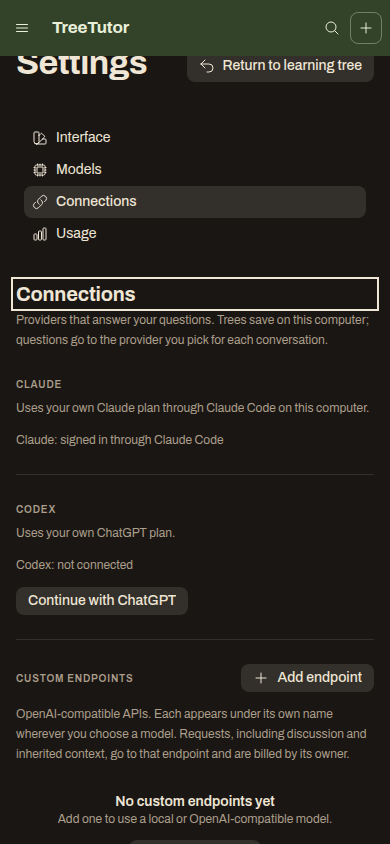 TreeTutor
Settings
Return to learning tree
Interface
Models
Connections
Usage
Connections
Providers that answer your questions. Trees save on this computer;
questions go to the provider you pick for each conversation.
CLAUDE
Uses your own Claude plan through Claude Code on this computer.
Claude: signed in through Claude Code
CODEX
Uses your own ChatGPT plan.
Codex: not connected
Continue with ChatGPT
CUSTOM ENDPOINTS
Add endpoint
OpenAI-compatible APIs. Each appears under its own name
wherever you choose a model. Requests, including discussion and
inherited context, go to that endpoint and are billed by its owner.
No custom endpoints yet
Add one to use a local or OpenAI-compatible model.